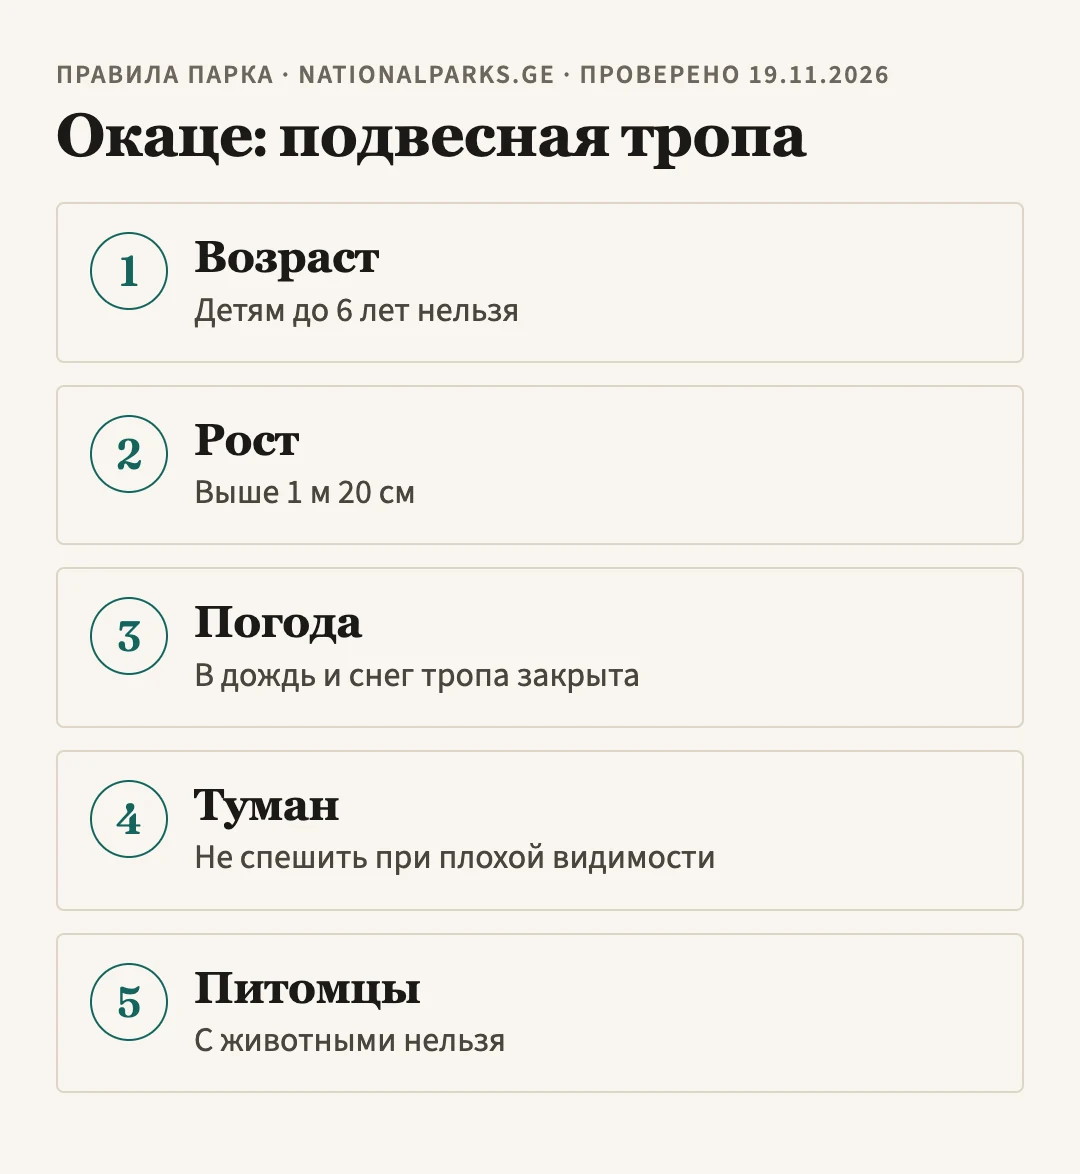 ПРАВИЛА ПАРКА · NATIONALPARKS.GE · ПРОВЕРЕНО 19.11.2026
Окаце: подвесная тропа
1
Возраст
Детям до 6 лет нельзя
2
Рост
Выше 1 м 20 см
3
Погода
В дождь и снег тропа закрыта
4
Туман
Не спешить при плохой видимости
5
Питомцы
С животными нельзя